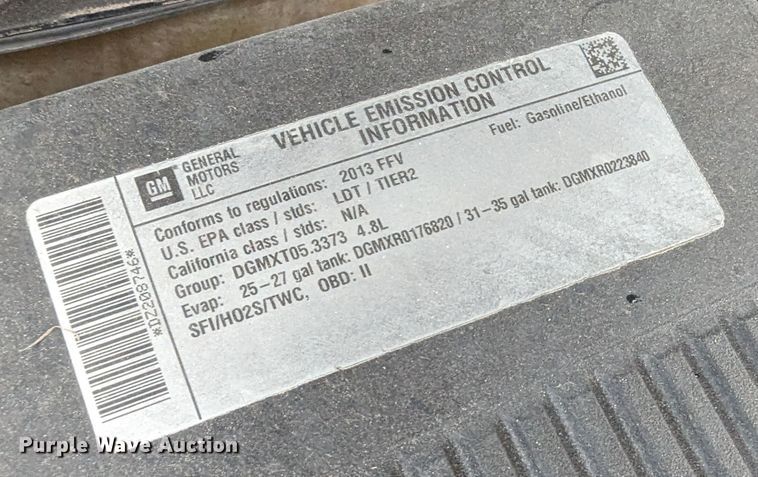 GM
GENERAL
MOTORS
LLC
VEHICLE EMISSION CONTROL
INFORMATION
Fuel: Gasoline/Ethanol
Conforms to regulations: 2013 FFV
U.S. EPA class / stds: LDT / TIER2
California class / stds: N/A
Group: DGMXT05.3373 4.8L
Evap: 25-27 gal tank: DGMXR0176820 / 31-35 gal tank: DGMXR0223840
SFI/HO2S/TWC, OBD: II
*D2208746*
Purple Wave Auction